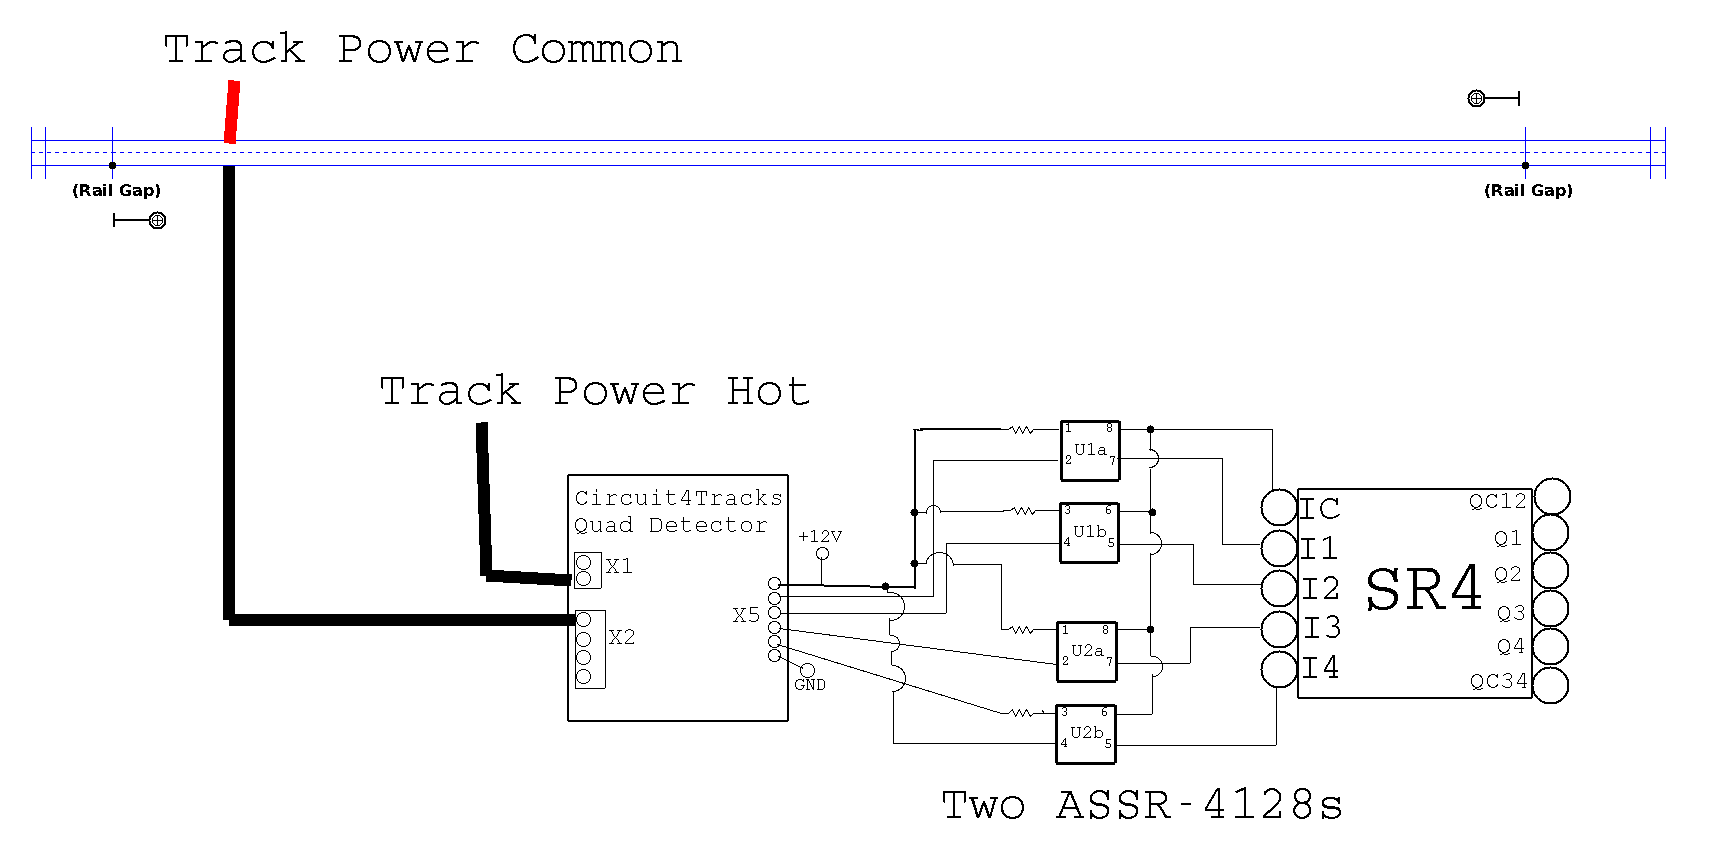 Track Power Common
(Rail Gap)
(Rail Gap)
Track Power Hot
Circuit4Tracks
Quad Detector
X1
X2
X5
+12V
GND
1 8
U1a
2 7
3 6
U1b
4 5
1 8
U2a
2 7
3 6
U2b
4 5
IC
I1
I2
I3
I4
SR4
QC12
Q1
Q2
Q3
Q4
QC34
Two ASSR-4128s